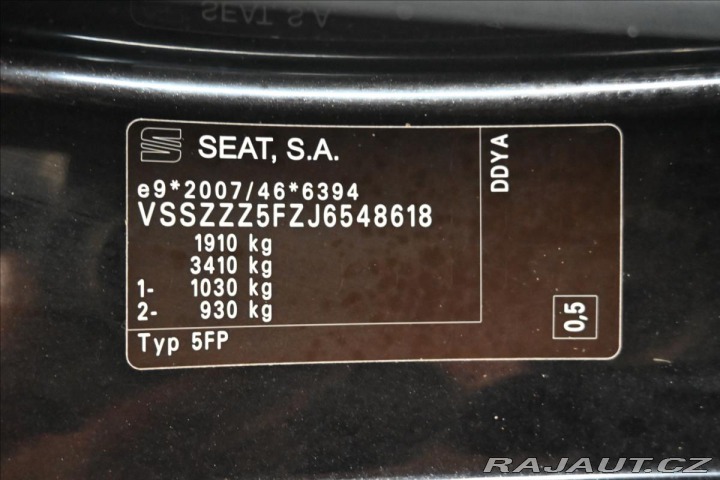 SEAT, S.A.
SEAT, S.A.
DDYA
e9*2007/46*6394
VSSZZZ5FZJ6548618
1910 kg
3410 kg
1- 1030 kg
2- 930 kg
0,5
Typ 5FP
RAJAUT.CZ